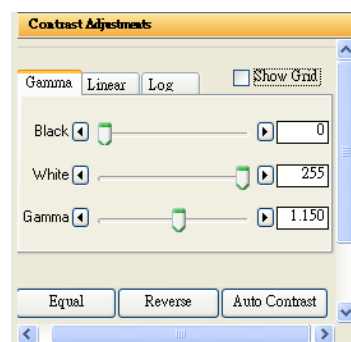 Contrast Adjustments
Gamma Linear Log Show Grid
Black 0
White 255
Gamma 1.150
Equal Reverse Auto Contrast